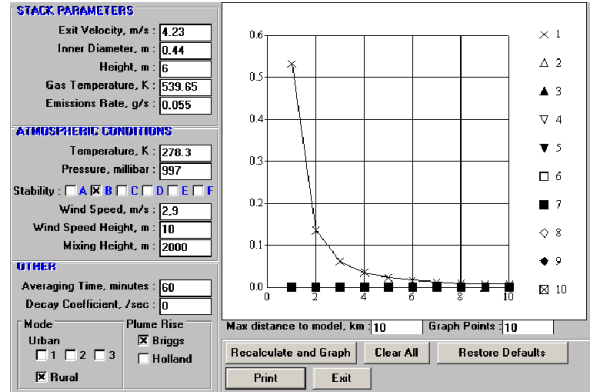 STACK PARAMETERS
Exit Velocity, m/s : 4.23
Inner Diameter, m : 0.44
Height, m : 6
Gas Temperature, K : 539.65
Emissions Rate, g/s : 0.055
ATMOSPHERIC CONDITIONS
Temperature, K : 278.3
Pressure, millibar : 997
Stability : A B C D E F
Wind Speed, m/s : 2,9
Wind Speed Height, m : 10
Mixing Height, m : 2000
OTHER
Averaging Time, minutes : 60
Decay Coefficient, /sec : 0
Mode
Urban
1 2 3
Rural
Plume Rise
Briggs
Holland
0.6
0.5
0.4
0.3
0.2
0.1
0.0
0 2 4 6 8 10
1
2
3
4
5
6
7
8
9
10
Max distance to model, km : 10 Graph Points : 10
Recalculate and Graph Clear All Restore Defaults
Print Exit